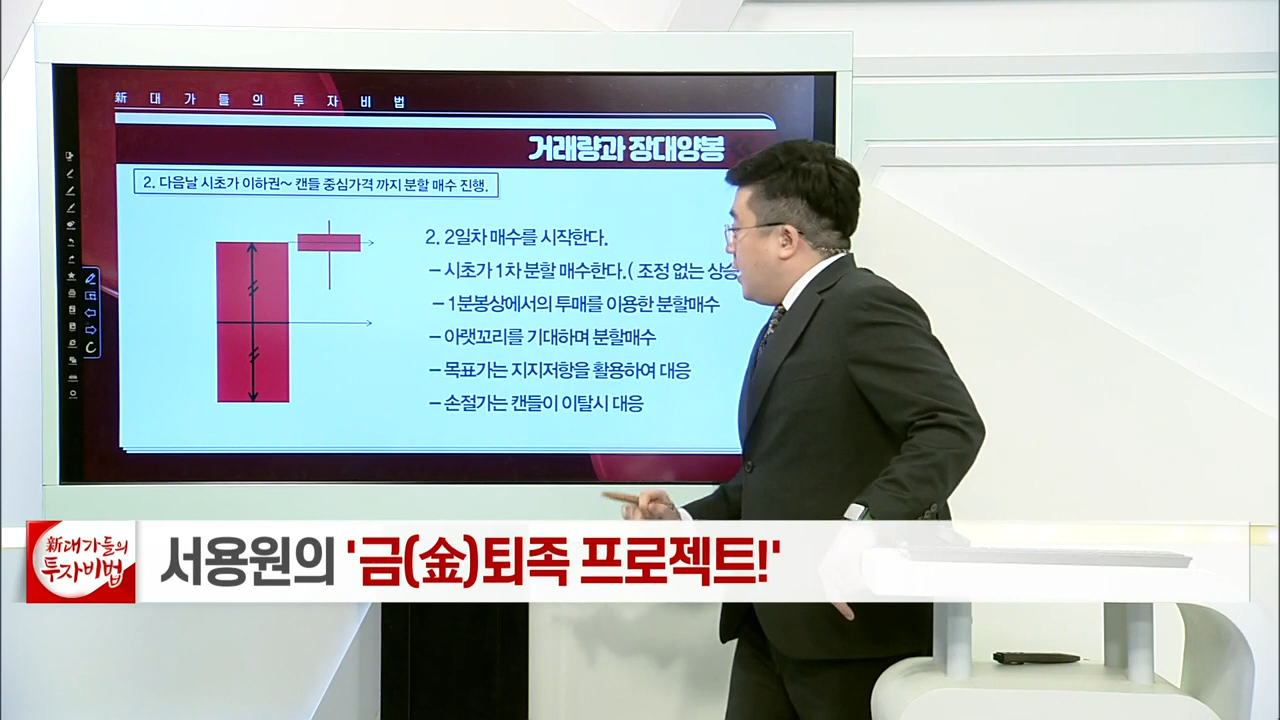 新 대 가 들 의 투 자 비 법
거래량과 장대양봉
2. 다음날 시초가 이하권~ 캔들 중심가격 까지 분할 매수 진행.
2. 2일차 매수를 시작한다.
– 시초가 1차 분할 매수한다.( 조정 없는 상승
– 1분봉상에서의 투매를 이용한 분할매수
– 아랫꼬리를 기대하며 분할매수
– 목표가는 지지저항을 활용하여 대응
– 손절가는 캔들이 이탈시 대응
新대가들의
투자비법
서용원의 '금(金)퇴족 프로젝트!'